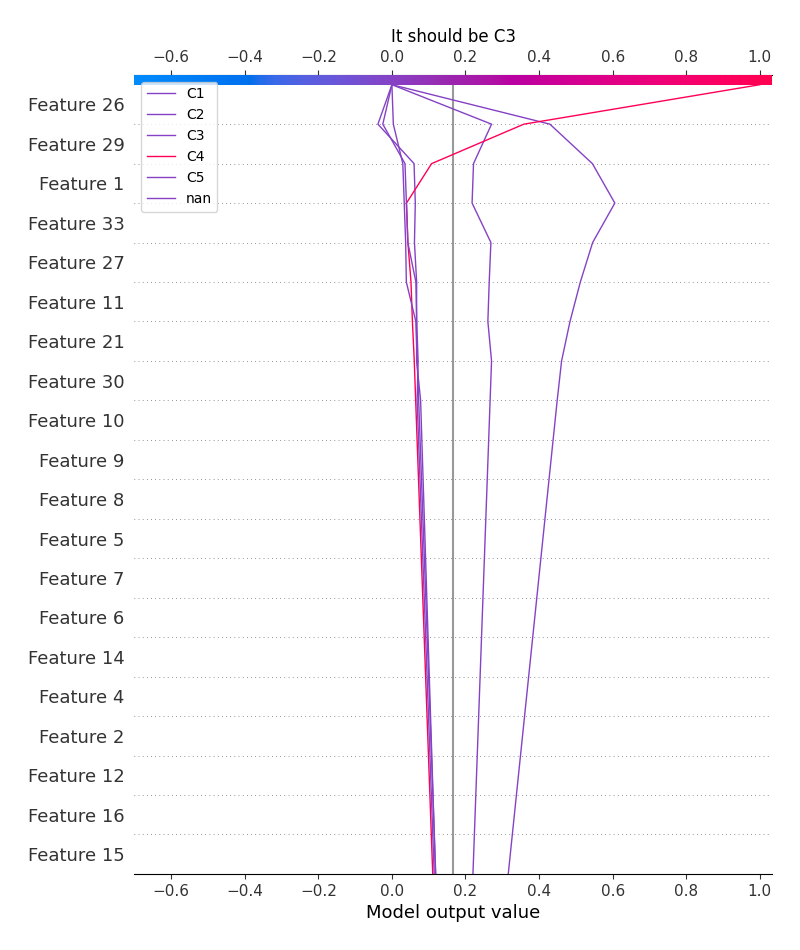 It should be C3
−0.6 −0.4 −0.2 0.0 0.2 0.4 0.6 0.8 1.0
C1
C2
C3
C4
C5
nan
Feature 26
Feature 29
Feature 1
Feature 33
Feature 27
Feature 11
Feature 21
Feature 30
Feature 10
Feature 9
Feature 8
Feature 5
Feature 7
Feature 6
Feature 14
Feature 4
Feature 2
Feature 12
Feature 16
Feature 15
−0.6 −0.4 −0.2 0.0 0.2 0.4 0.6 0.8 1.0
Model output value